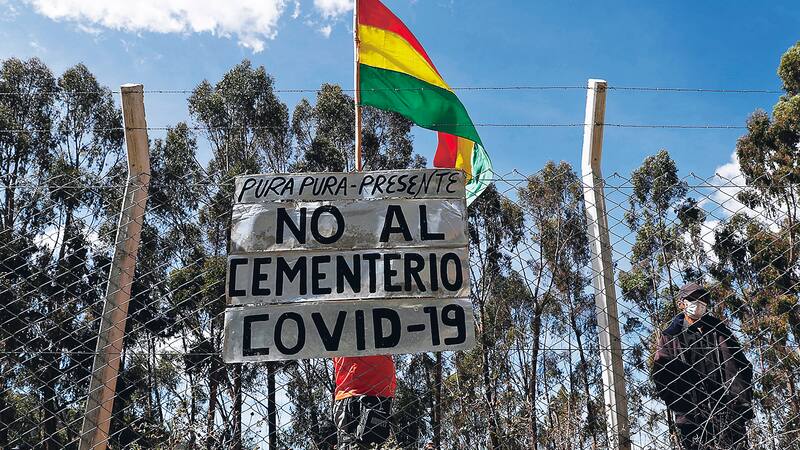 PURA PURA-PRESENTE
NO AL
CEMENTERIO
COVID-19